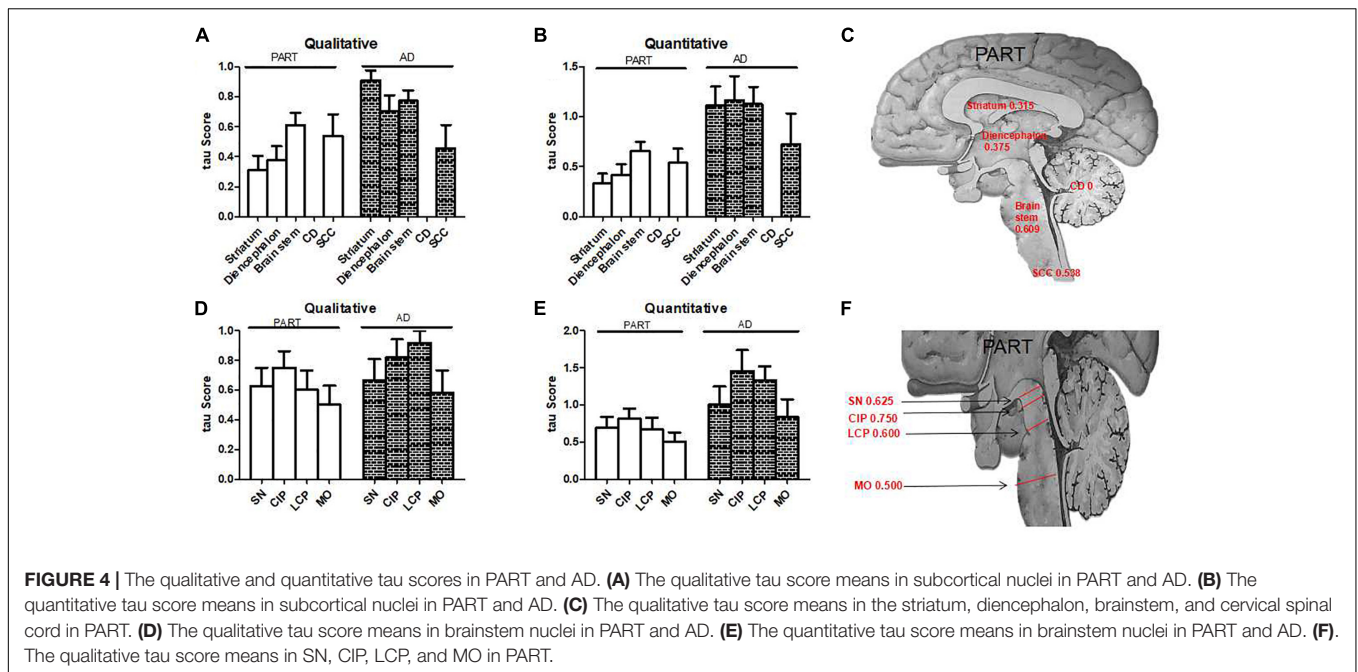 A
Qualitative
PART
AD
tau Score
1.0
0.8
0.6
0.4
0.2
0.0
Striatum
Diencephalon
Brain stem
CD
SCC
Striatum
Diencephalon
Brain stem
CD
SCC
B
Quantitative
PART
AD
tau Score
1.5
1.0
0.5
0.0
Striatum
Diencephalon
Brain stem
CD
SCC
Striatum
Diencephalon
Brain stem
CD
SCC
C
PART
Striatum 0.315
Diencephalon
0.375
CD 0
Brain
stem
0.609
SCC 0.538
D
Qualitative
PART
AD
tau Score
1.0
0.8
0.6
0.4
0.2
0.0
SN
CIP
LCP
MO
SN
CIP
LCP
MO
E
Quantitative
PART
AD
tau Score
2.0
1.5
1.0
0.5
0.0
SN
CIP
LCP
MO
SN
CIP
LCP
MO
F
PART
SN 0.625
CIP 0.750
LCP 0.600
MO 0.500
FIGURE 4 | The qualitative and quantitative tau scores in PART and AD. (A) The qualitative tau score means in subcortical nuclei in PART and AD. (B) The
quantitative tau score means in subcortical nuclei in PART and AD. (C) The qualitative tau score means in the striatum, diencephalon, brainstem, and cervical spinal
cord in PART. (D) The qualitative tau score means in brainstem nuclei in PART and AD. (E) The quantitative tau score means in brainstem nuclei in PART and AD. (F).
The qualitative tau score means in SN, CIP, LCP, and MO in PART.